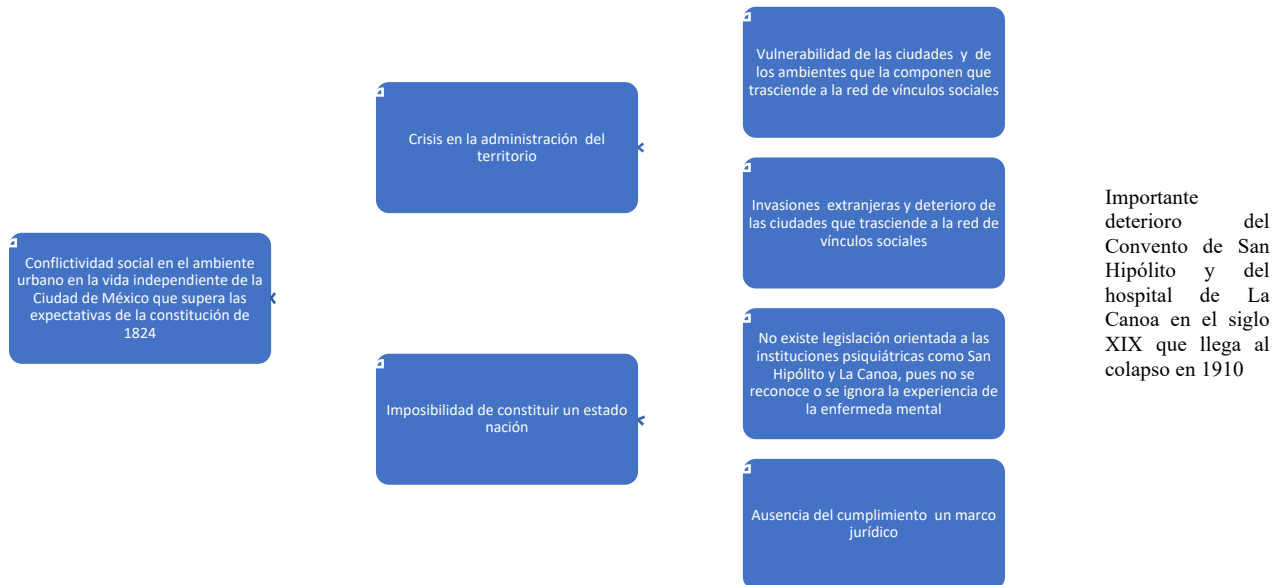 Conflictividad social en el ambiente
urbano en la vida independiente de la
Ciudad de México que supera las
expectativas de la constitución de
1824
Crisis en la administración del
territorio
Imposibilidad de constituir un estado
nación
Vulnerabilidad de las ciudades y de
los ambientes que la componen que
trasciende a la red de vínculos sociales
Invasiones extranjeras y deterioro de
las ciudades que trasciende a la red de
vínculos sociales
No existe legislación orientada a las
instituciones psiquiátricas como San
Hipólito y La Canoa, pues no se
reconoce o se ignora la experiencia de
la enfermeda mental
Ausencia del cumplimiento un marco
jurídico
Importante
deterioro del
Convento de San
Hipólito y del
hospital de La
Canoa en el siglo
XIX que llega al
colapso en 1910